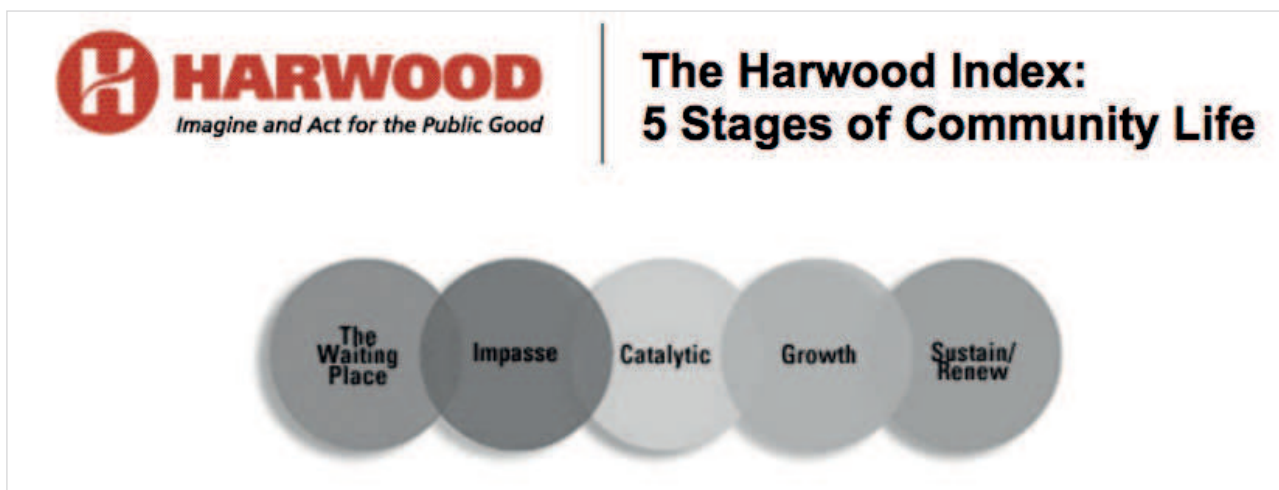 HARWOOD
Imagine and Act for the Public Good
The Harwood Index:
5 Stages of Community Life
The
Waiting
Place
Impasse
Catalytic
Growth
Sustain/
Renew